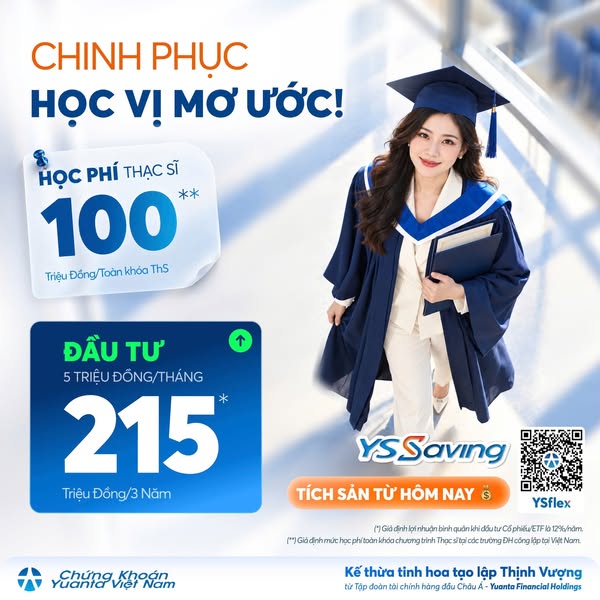 CHINH PHỤC
HỌC VỊ MƠ ƯỚC!
HỌC PHÍ THẠC SĨ
100**
Triệu Đồng/Toàn khóa ThS
ĐẦU TƯ
5 TRIỆU ĐỒNG/THÁNG
215*
Triệu Đồng/3 Năm
YSSaving
TÍCH SẢN TỪ HÔM NAY
YSflex
(*) Giả định lợi nhuận bình quân khi đầu tư Cổ phiếu/ETF là 12%/năm.
(**) Giả định mức học phí toàn khóa chương trình Thạc sĩ tại các trường ĐH công lập tại Việt Nam.
Chứng Khoán
Yuanta Việt Nam
Kế thừa tinh hoa tạo lập Thịnh Vượng
từ Tập đoàn tài chính hàng đầu Châu Á - Yuanta Financial Holdings